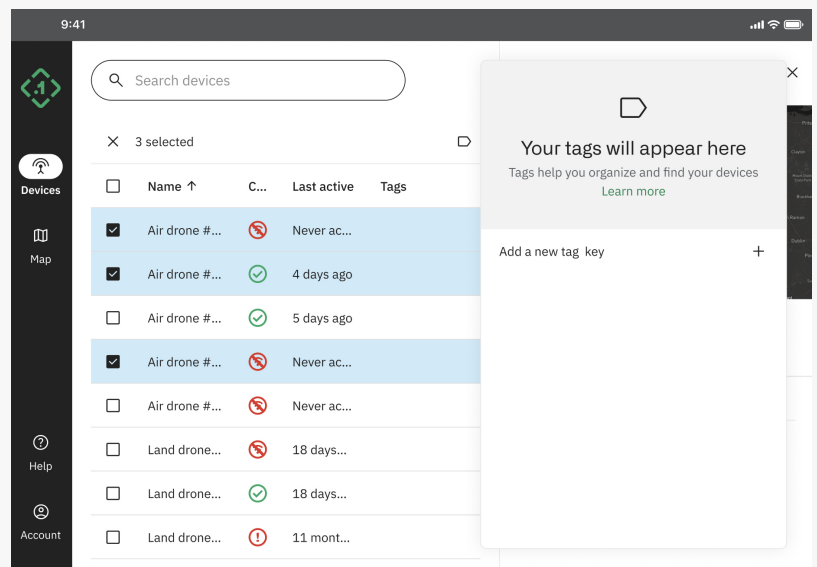 9:41
.1
Search devices
3 selected
Name ↑ C... Last active Tags
Air drone #... Never ac...
Air drone #... 4 days ago
Air drone #... 5 days ago
Air drone #... Never ac...
Air drone #... Never ac...
Land drone... 18 days...
Land drone... 18 days...
Land drone... 11 mont...
Devices
Map
Help
Account
Your tags will appear here
Tags help you organize and find your devices
Learn more
Add a new tag key